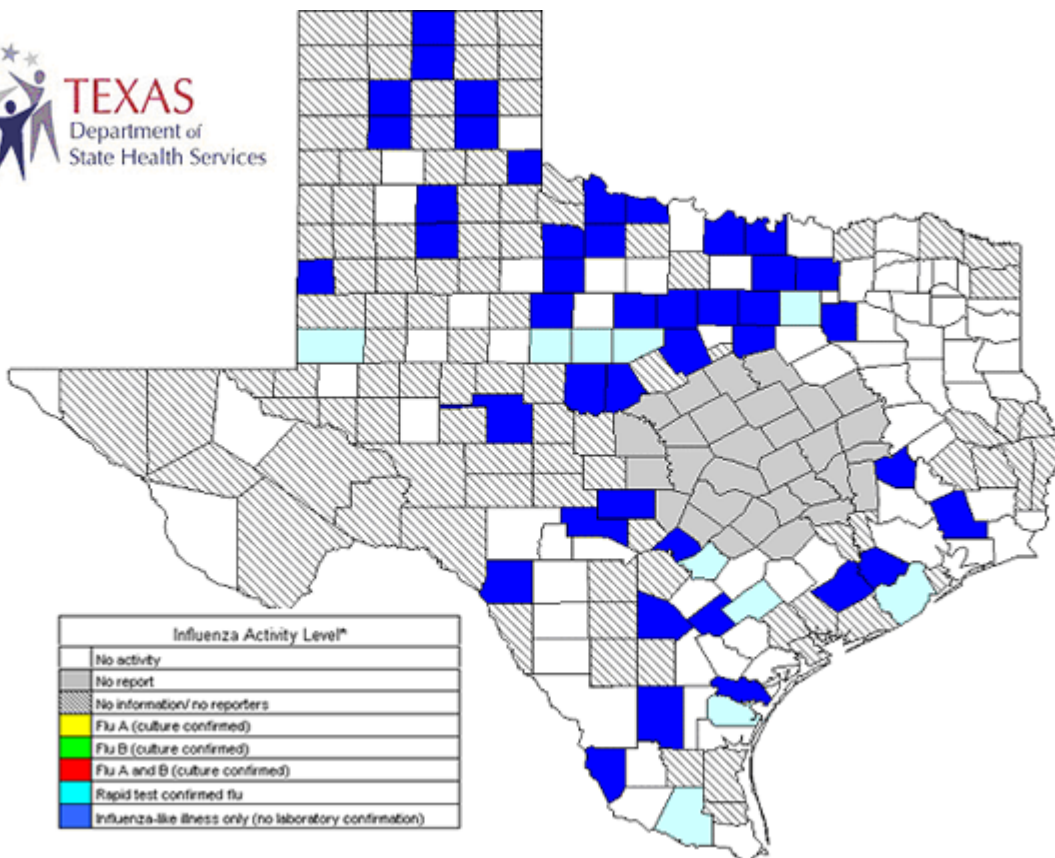 TEXAS
Department of
State Health Services
Influenza Activity Level*
No activity
No report
No information/ no reporters
Flu A (culture confirmed)
Flu B (culture confirmed)
Flu A and B (culture confirmed)
Rapid test confirmed flu
Influenza-like illness only (no laboratory confirmation)